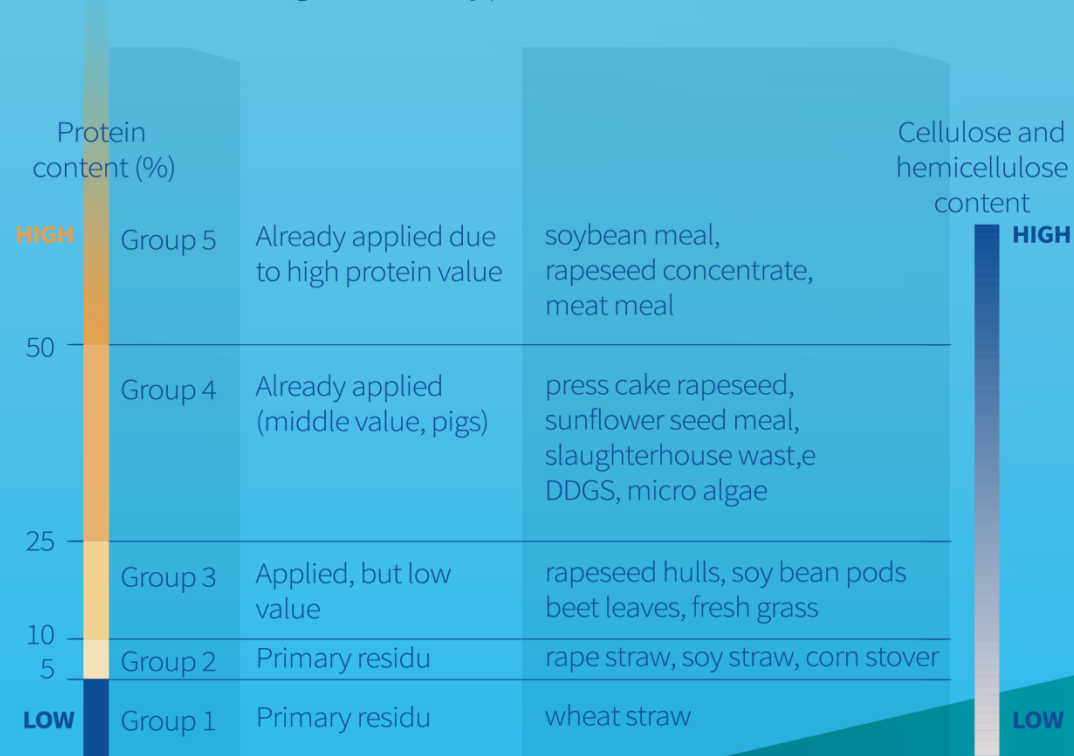 Protein
content (%)
Cellulose and
hemicellulose
content
HIGH
Group 5
Already applied due
to high protein value
soybean meal,
rapeseed concentrate,
meat meal
HIGH
50
Group 4
Already applied
(middle value, pigs)
press cake rapeseed,
sunflower seed meal,
slaughterhouse wast,e
DDGS, micro algae
25
Group 3
Applied, but low
value
rapeseed hulls, soy bean pods
beet leaves, fresh grass
10
5
Group 2
Primary residu
rape straw, soy straw, corn stover
LOW
Group 1
Primary residu
wheat straw
LOW